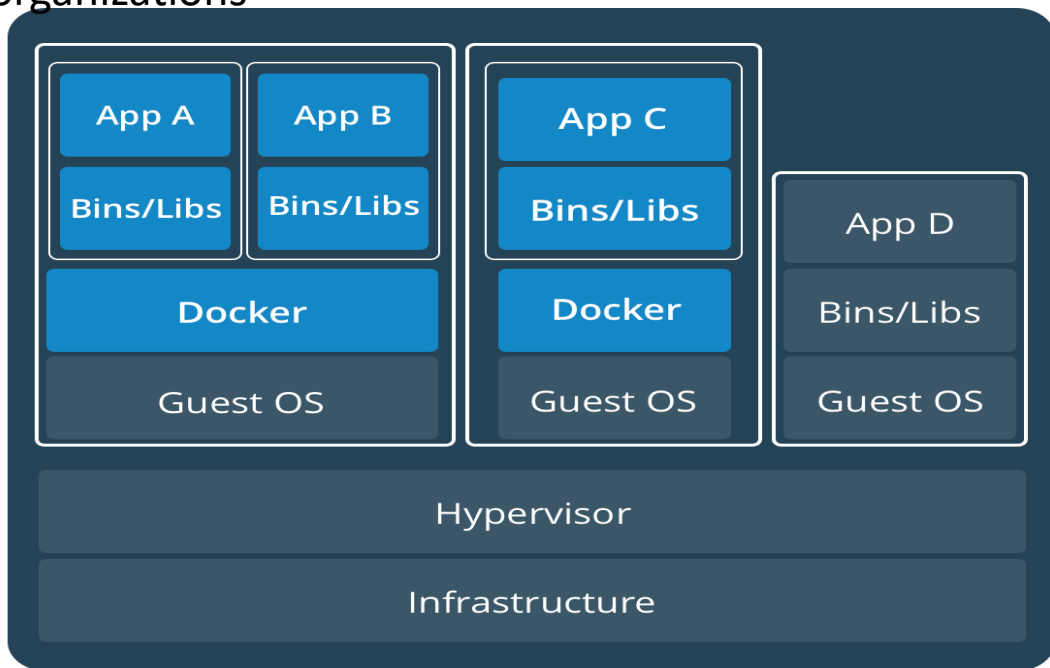 organizations
App A
Bins/Libs
App B
Bins/Libs
Docker
Guest OS
App C
Bins/Libs
Docker
Guest OS
App D
Bins/Libs
Guest OS
Hypervisor
Infrastructure